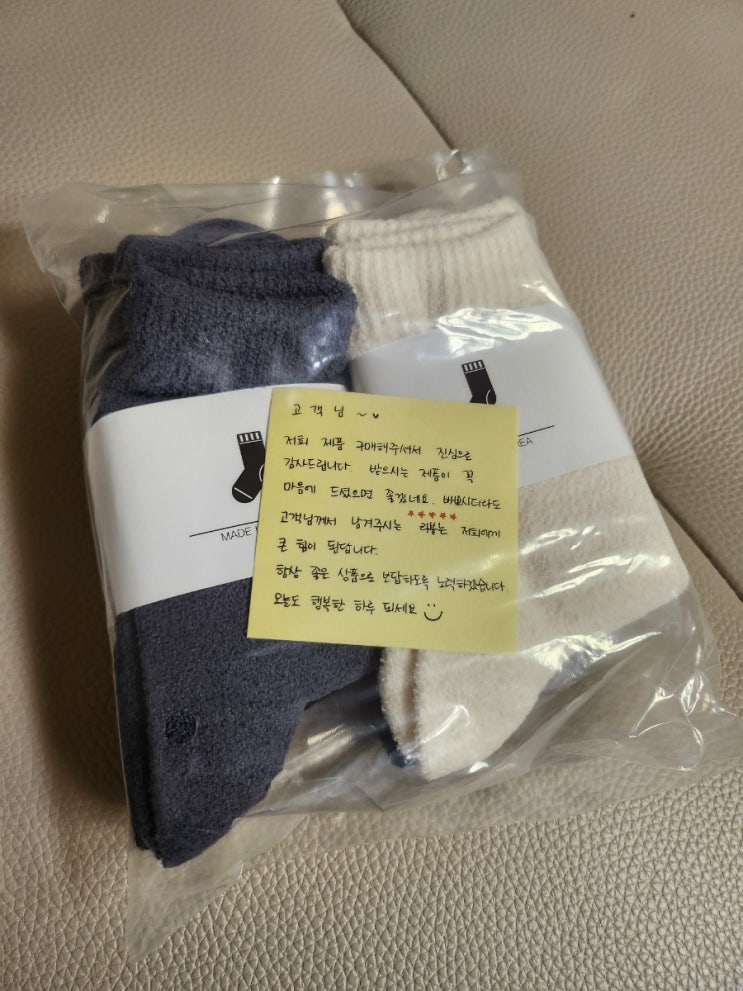 고객님 ~
저희 제품 구매해주셔서 진심으로
감사드립니다. 받으시는 제품이 꼭
마음에 드셨으면 좋겠네요. 바쁘시더라도
★★★★★
고객님께서 남겨주시는 리뷰는 저희에게
큰 힘이 된답니다.
항상 좋은 상품으로 보답하도록 노력하겠습니다.
오늘도 행복한 하루 되세요
MADE